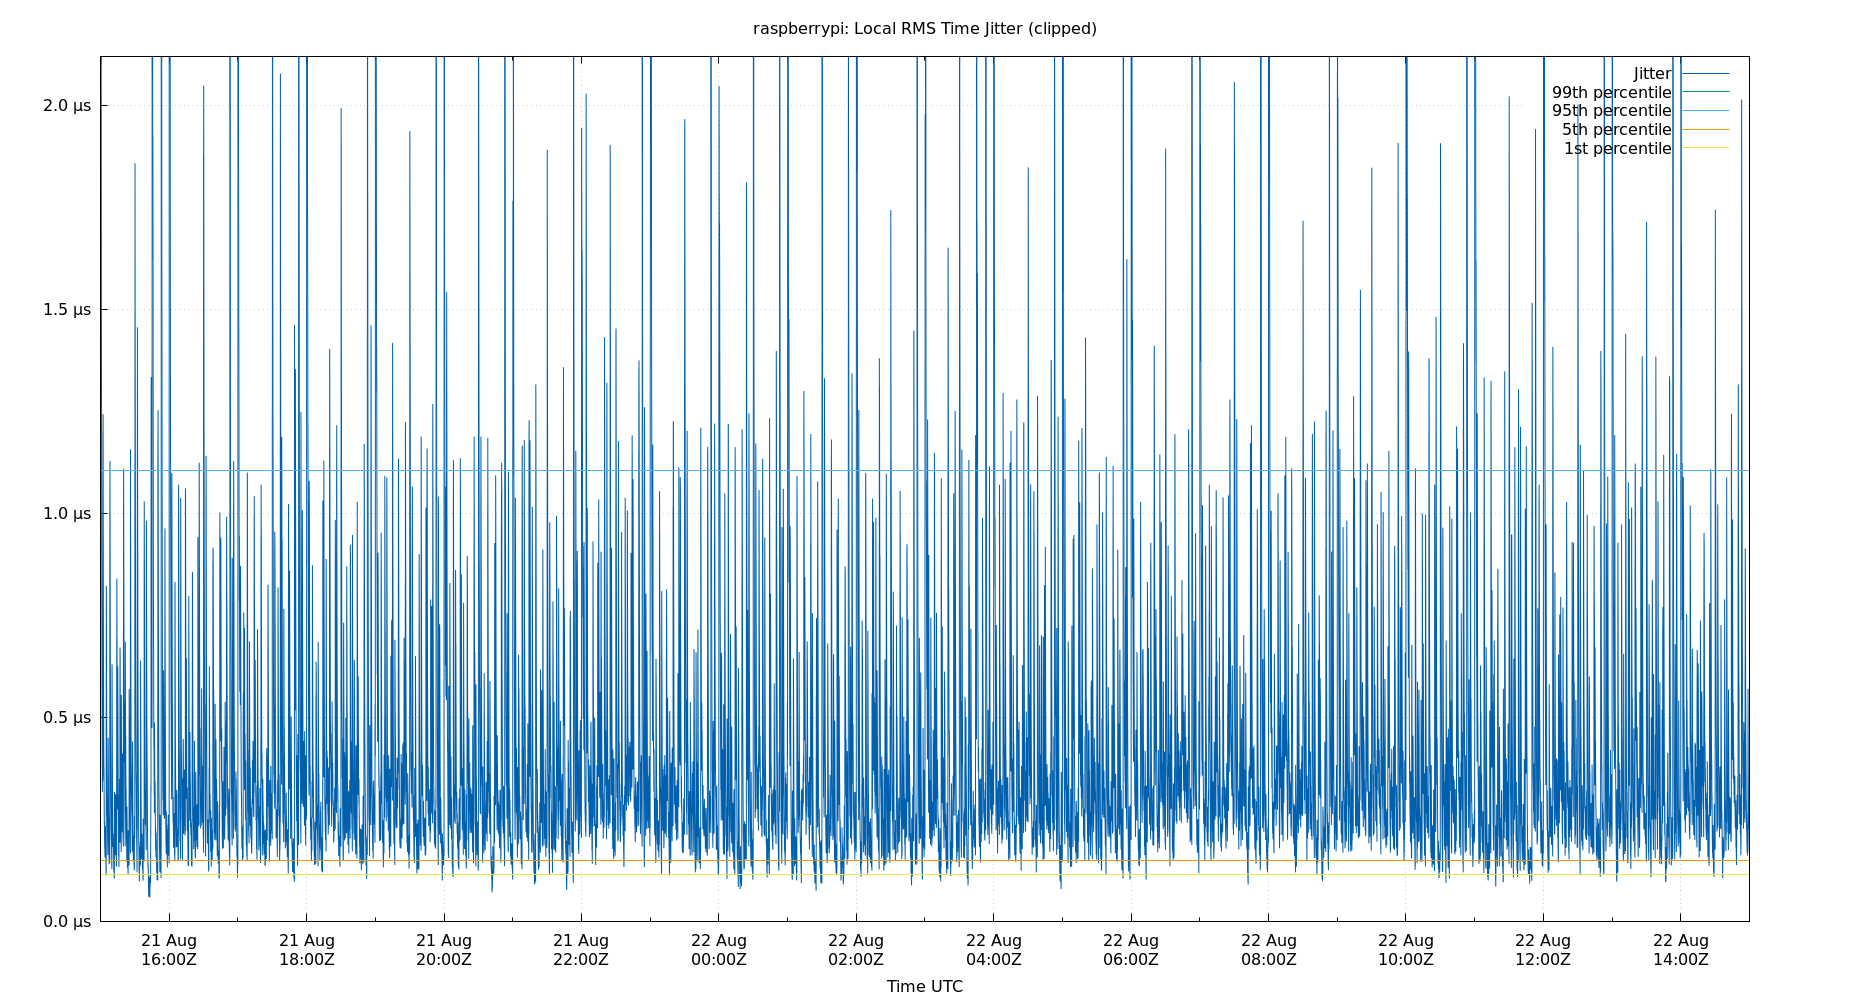 raspberrypi: Local RMS Time Jitter (clipped)
Jitter
99th percentile
95th percentile
5th percentile
1st percentile
2.0 µs
1.5 µs
1.0 µs
0.5 µs
0.0 µs
21 Aug 21 Aug 21 Aug 21 Aug 22 Aug 22 Aug 22 Aug 22 Aug 22 Aug 22 Aug 22 Aug 22 Aug
16:00Z 18:00Z 20:00Z 22:00Z 00:00Z 02:00Z 04:00Z 06:00Z 08:00Z 10:00Z 12:00Z 14:00Z
Time UTC